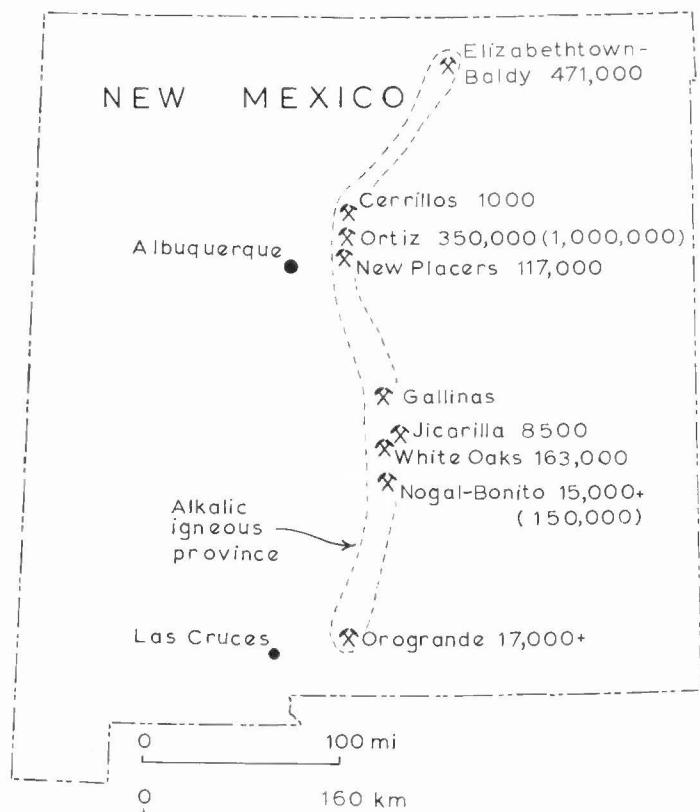 Elizabethtown-
Baldy 471,000
NEW MEXICO
Cerrillos 1000
Ortiz 350,000(1,000,000)
Albuquerque
New Placers 117,000
Gallinas
Jicarilla 8500
White Oaks 163,000
Nogal-Bonito 15,000+
(150,000)
Alkalic
igneous
province
Las Cruces
Orogrande 17,000+
0 100 mi
0 160 km